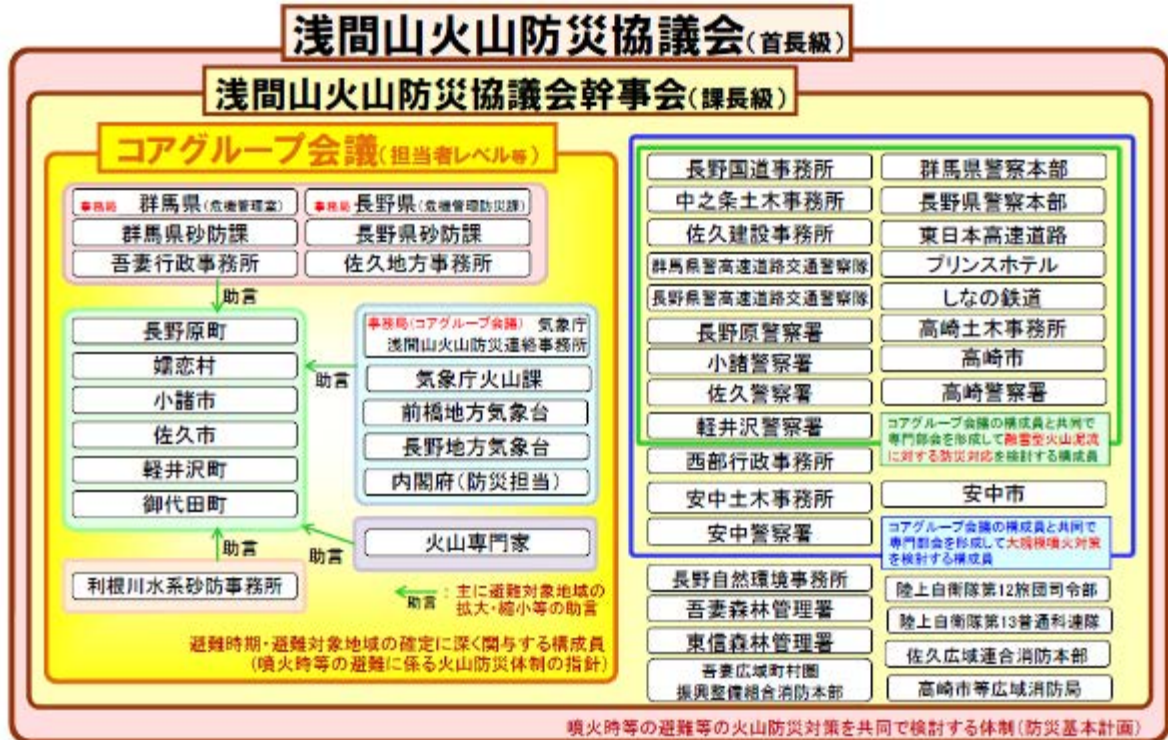 浅間山火山防災協議会(首長級)
浅間山火山防災協議会幹事会(課長級)
コアグループ会議(担当者レベル等)
事務局 群馬県(危機管理室)
事務局 長野県(危機管理防災課)
群馬県砂防課
長野県砂防課
吾妻行政事務所
佐久地方事務所
助言
長野原町
嬬恋村
小諸市
佐久市
軽井沢町
御代田町
助言
事務局(コアグループ会議) 気象庁
浅間山火山防災連絡事務所
気象庁火山課
前橋地方気象台
長野地方気象台
内閣府(防災担当)
助言
火山専門家
助言
利根川水系砂防事務所
助言
:主に避難対象地域の
拡大・縮小等の助言
避難時期・避難対象地域の確定に深く関与する構成員
(噴火時等の避難に係る火山防災体制の指針)
長野国道事務所
群馬県警察本部
中之条土木事務所
長野県警察本部
佐久建設事務所
東日本高速道路
群馬県警高速道路交通警察隊
プリンスホテル
長野県警高速道路交通警察隊
しなの鉄道
長野原警察署
高崎土木事務所
小諸警察署
高崎市
佐久警察署
高崎警察署
軽井沢警察署
コアグループ会議の構成員と共同で
専門部会を形成して融雪型火山泥流
に対する防災対応を検討する構成員
西部行政事務所
安中土木事務所
安中市
安中警察署
コアグループ会議の構成員と共同で
専門部会を形成して大規模噴火対策
を検討する構成員
長野自然環境事務所
陸上自衛隊第12旅団司令部
吾妻森林管理署
陸上自衛隊第13普通科連隊
東信森林管理署
佐久広域連合消防本部
吾妻広域町村圏
振興整備組合消防本部
高崎市等広域消防局
噴火時等の避難等の火山防災対策を共同で検討する体制(防災基本計画)